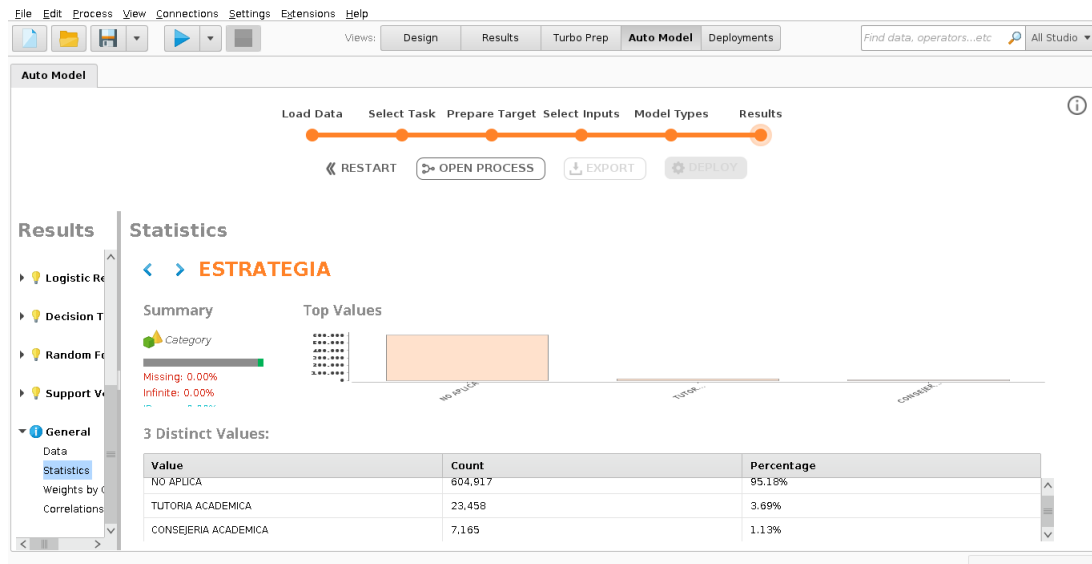 File Edit Process View Connections Settings Extensions Help
Views: Design Results Turbo Prep Auto Model Deployments Find data, operators...etc All Studio
Auto Model
Load Data Select Task Prepare Target Select Inputs Model Types Results
RESTART OPEN PROCESS EXPORT DEPLOY
Results
Logistic Re
Decision T
Random Fo
Support Ve
General
Data
Statistics
Weights by C
Correlations
Statistics
ESTRATEGIA
Summary
Category
Missing: 0.00%
Infinite: 0.00%
Top Values
NO APLICA
TUTOR...
CONSEJER...
3 Distinct Values:
Value Count Percentage
NO APLICA 604,917 95.18%
TUTORIA ACADEMICA 23,458 3.69%
CONSEJERIA ACADEMICA 7,165 1.13%